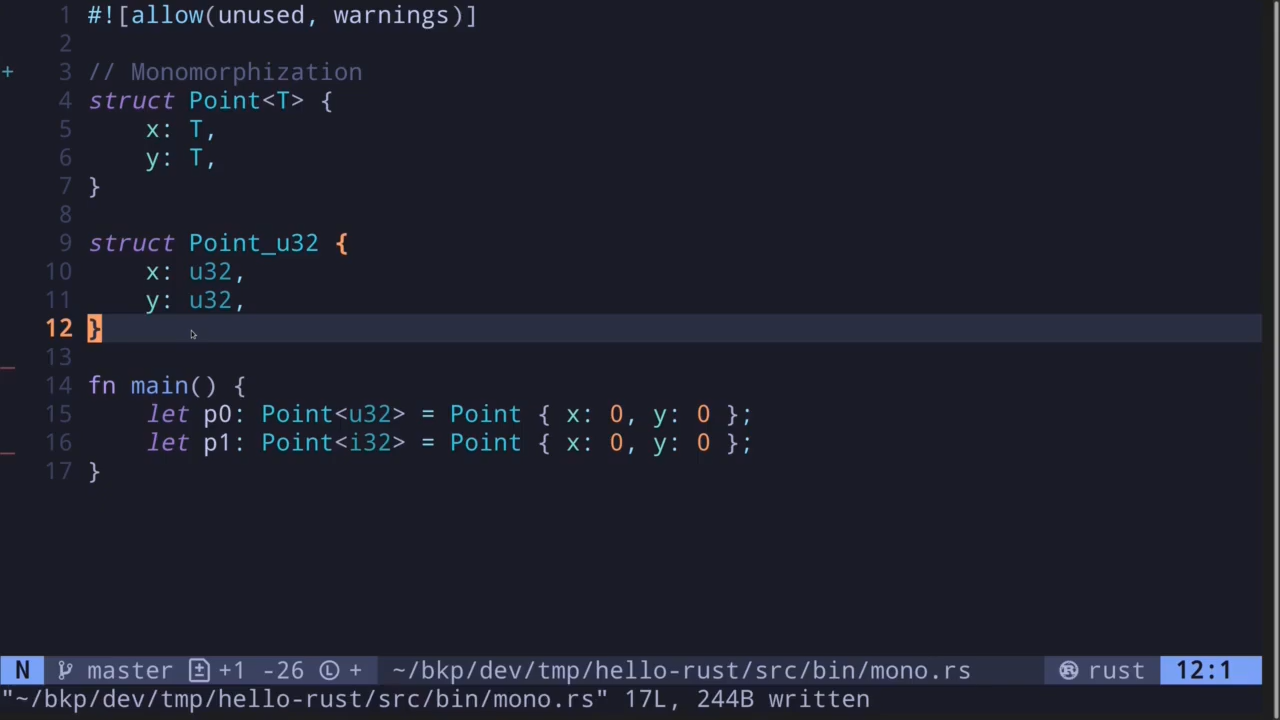 1 #![allow(unused, warnings)]
2
+ 3 // Monomorphization
4 struct Point<T> {
5     x: T,
6     y: T,
7 }
8
9 struct Point_u32 {
10     x: u32,
11     y: u32,
12 }
13
14 fn main() {
15     let p0: Point<u32> = Point { x: 0, y: 0 };
16     let p1: Point<i32> = Point { x: 0, y: 0 };
17 }
N master +1 -26 Ⓛ + ~/bkp/dev/tmp/hello-rust/src/bin/mono.rs rust 12:1
"~/bkp/dev/tmp/hello-rust/src/bin/mono.rs" 17L, 244B written